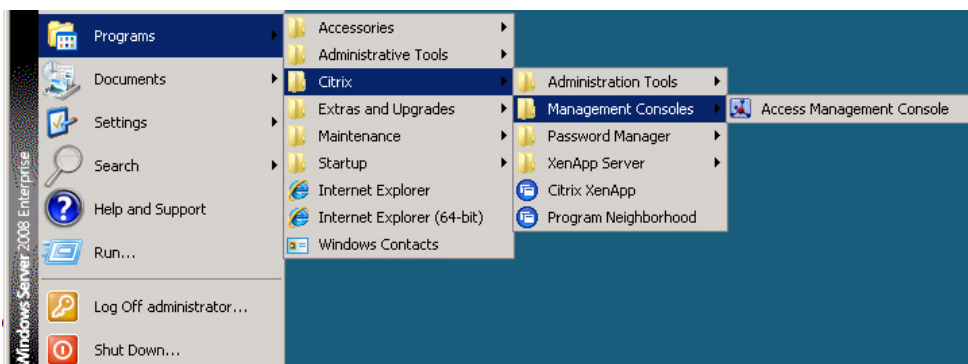 Programs
Documents
Settings
Search
Help and Support
Run...
Log Off administrator...
Shut Down...
Windows Server 2008 Enterprise
Accessories
Administrative Tools
Citrix
Extras and Upgrades
Maintenance
Startup
Internet Explorer
Internet Explorer (64-bit)
Windows Contacts
Administration Tools
Management Consoles
Password Manager
XenApp Server
Citrix XenApp
Program Neighborhood
Access Management Console